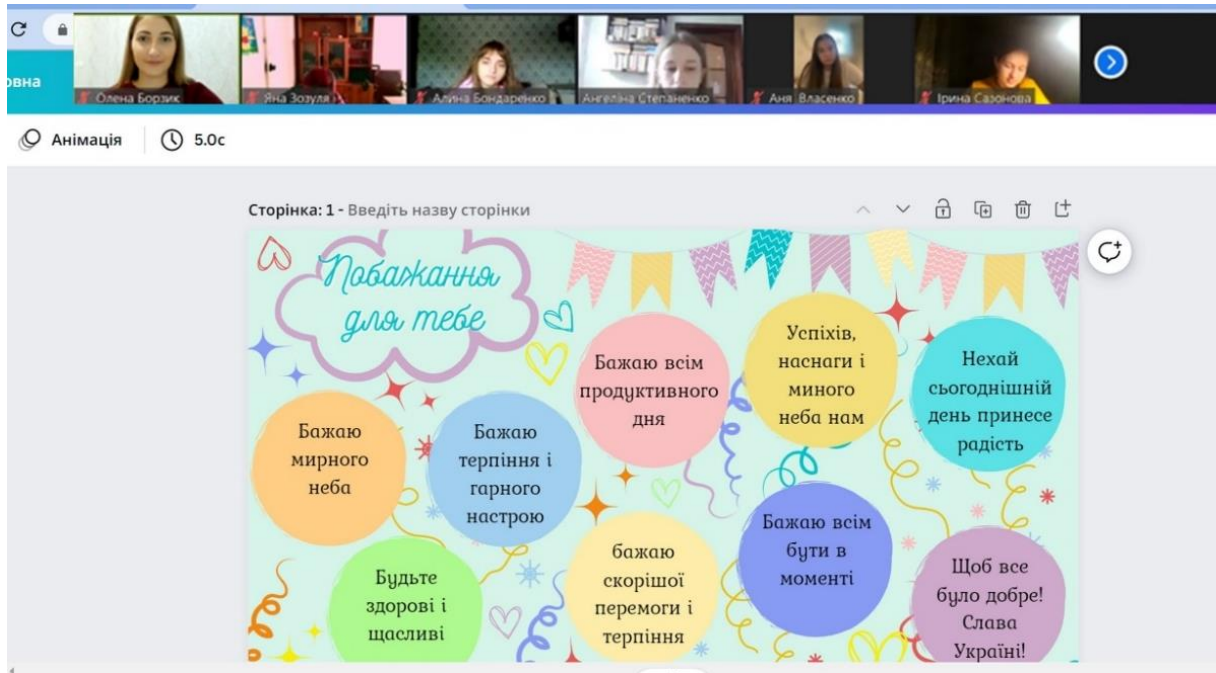 овна
Олена Борзик
Яна Зозуля
Алина Бондаренко
Ангеліна Степаненко
Аня Власенко
Ірина Сазонова
Анімація
5.0с
Сторінка: 1 - Введіть назву сторінки
Побажання
для тебе
Бажаю всім
продуктивного
дня
Успіхів,
наснаги і
миного
неба нам
Нехай
сьогоднішній
день принесе
радість
Бажаю
мирного
неба
Бажаю
терпіння і
гарного
настрою
Будьте
здорові і
щасливі
бажаю
скорішої
перемоги і
терпіння
Бажаю всім
бути в
моменті
Щоб все
було добре!
Слава
Україні!